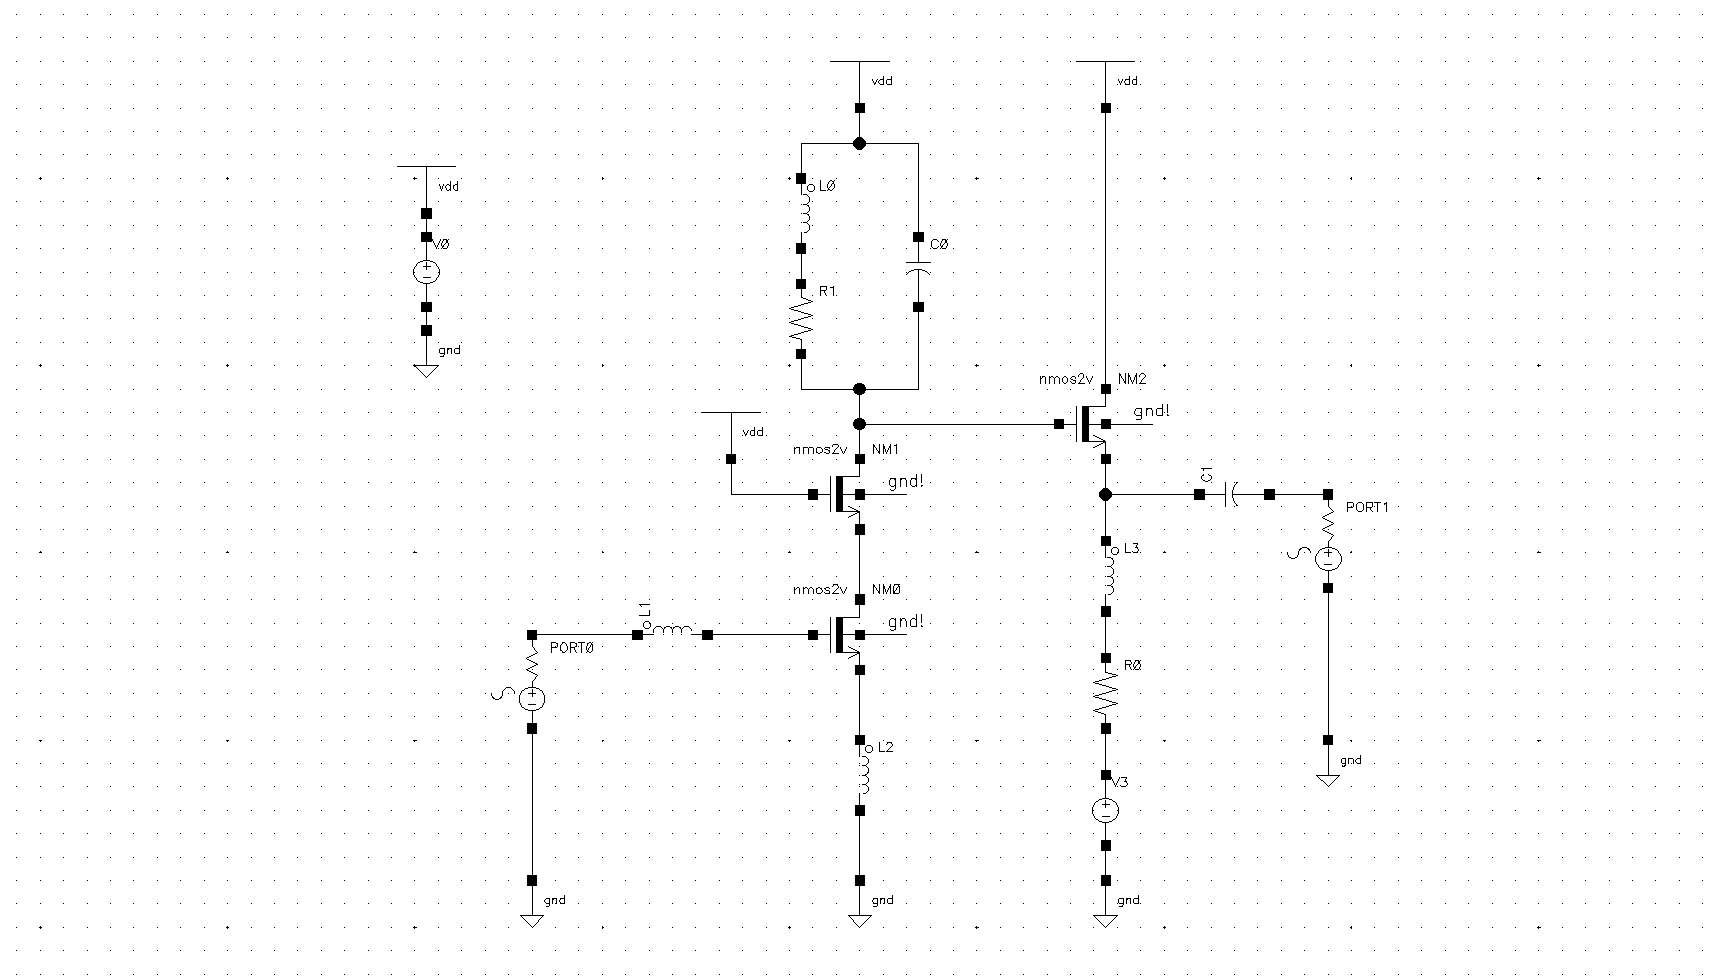 vdd
vdd
vdd
V0
gnd
L0
C0
R1
nmos2v NM2
gnd!
vdd
nmos2v NM1
gnd!
C1
PORT1
L3
nmos2v NM0
gnd!
L1
PORT0
R0
L2
gnd
V3
gnd
gnd
gnd